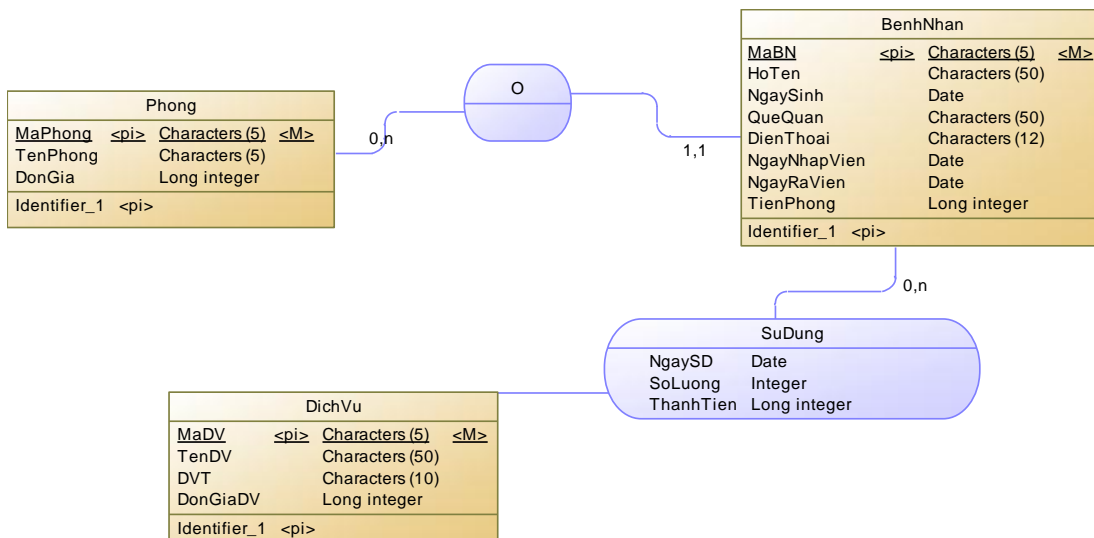 BenhNhan
MaBN <pi> Characters (5) <M>
HoTen Characters (50)
NgaySinh Date
QueQuan Characters (50)
DienThoai Characters (12)
NgayNhapVien Date
NgayRaVien Date
TienPhong Long integer
Identifier_1 <pi>
O
Phong
MaPhong <pi> Characters (5) <M>
TenPhong Characters (5)
DonGia Long integer
Identifier_1 <pi>
0,n
1,1
0,n
SuDung
NgaySD Date
SoLuong Integer
ThanhTien Long integer
DichVu
MaDV <pi> Characters (5) <M>
TenDV Characters (50)
DVT Characters (10)
DonGiaDV Long integer
Identifier_1 <pi>